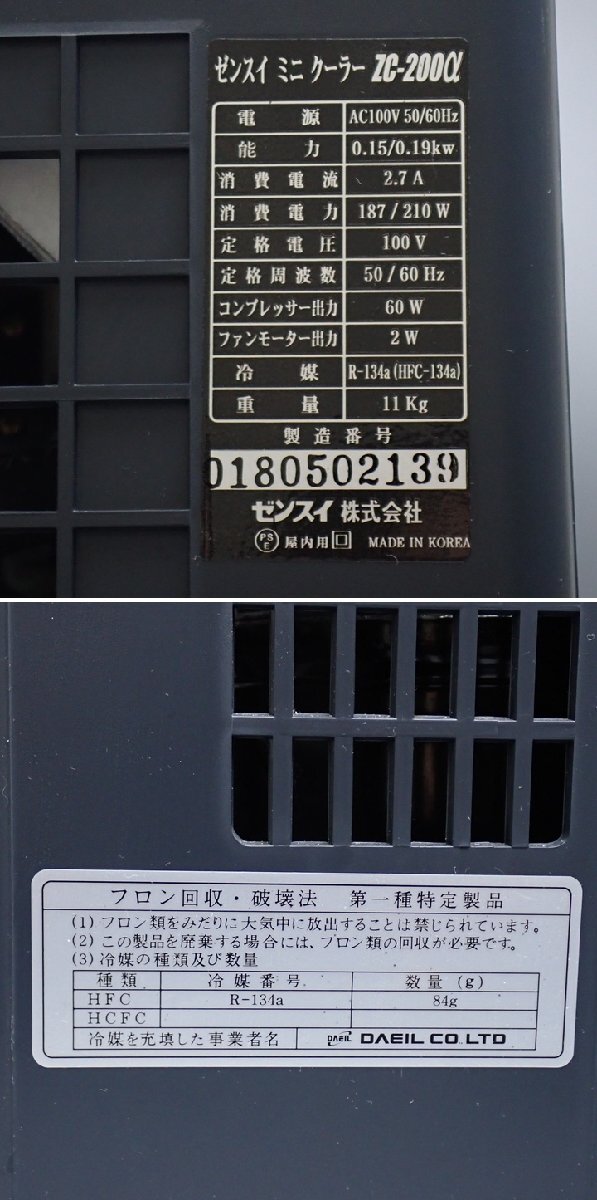 ゼンスイ ミニ クーラー ZC-200α
電源 AC100V 50/60Hz
能力 0.15/0.19kw
消費電流 2.7 A
消費電力 187/210 W
定格電圧 100 V
定格周波数 50/60 Hz
コンプレッサー出力 60 W
ファンモーター出力 2 W
冷媒 R-134a (HFC-134a)
重量 11 Kg
製造番号
0180502139
ゼンスイ 株式会社
PSE 屋内用 MADE IN KOREA
フロン回収・破壊法 第一種特定製品
(1) フロン類をみだりに大気中に放出することは禁じられています。
(2) この製品を廃棄する場合には、フロン類の回収が必要です。
(3) 冷媒の種類及び数量
種類 冷媒番号 数量 (g)
HFC R-134a 84g
HCFC
冷媒を充填した事業者名 DAEIL DAEIL CO.LTD